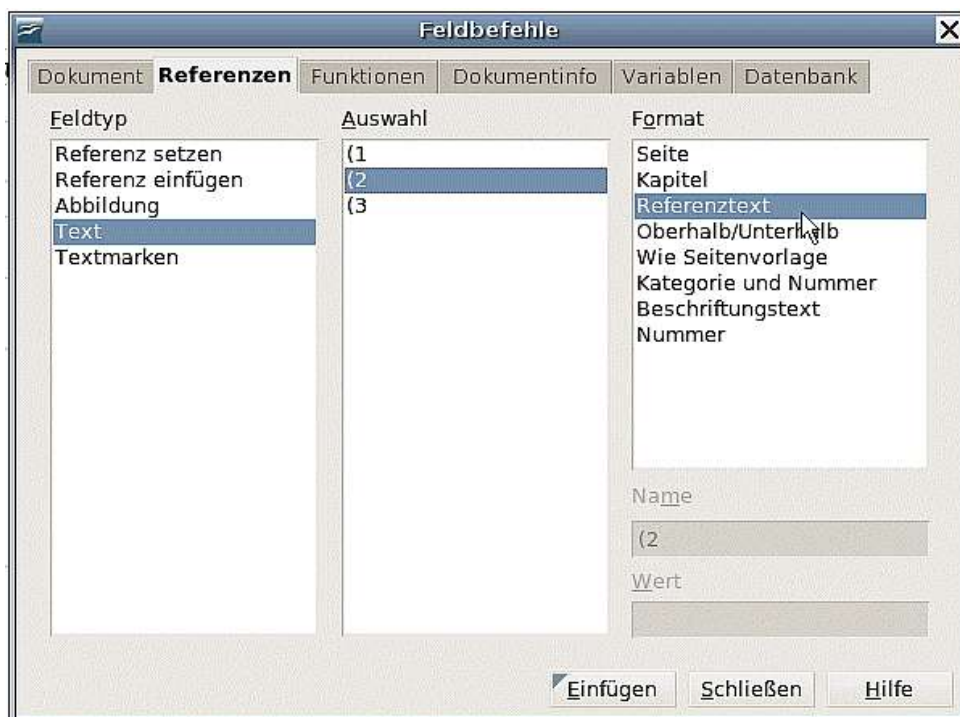 Feldbefehle
Dokument Referenzen Funktionen Dokumentinfo Variablen Datenbank
Feldtyp
Referenz setzen
Referenz einfügen
Abbildung
Text
Textmarken
Auswahl
(1
(2
(3
Format
Seite
Kapitel
Referenztext
Oberhalb/Unterhalb
Wie Seitenvorlage
Kategorie und Nummer
Beschriftungstext
Nummer
Name
(2
Wert
Einfügen Schließen Hilfe